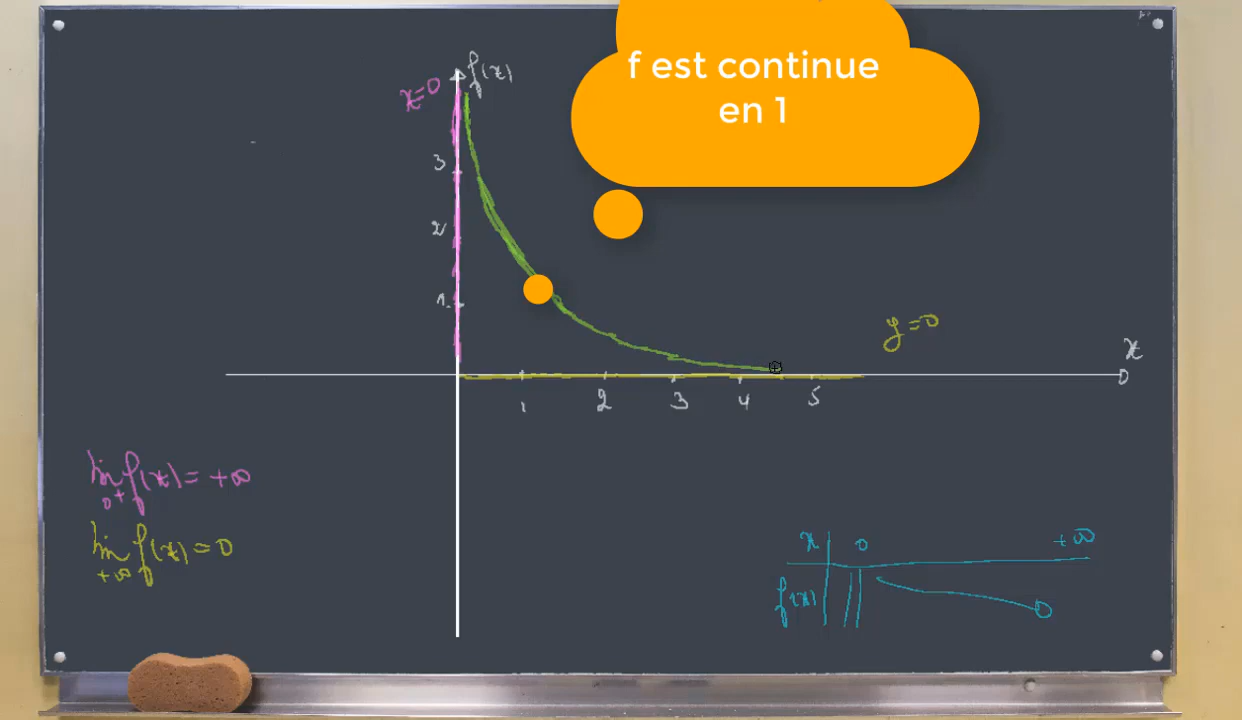 f est continue
en 1
f(x)
x=0
3
2
1
y=0
x
1 2 3 4 5
0
lim f(x) = +∞
0+
lim f(x) = 0
+∞
x 0 +∞
f(x) 0